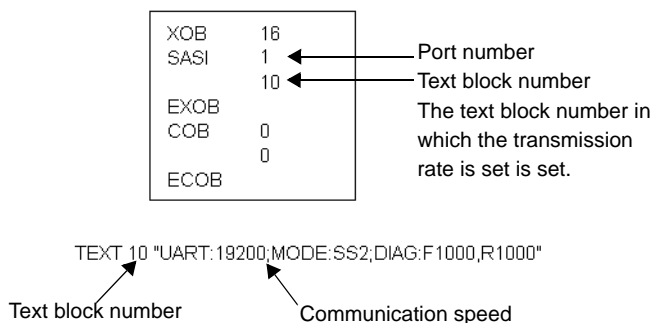 XOB 16
SASI 1
10
EXOB
COB 0
0
ECOB
Port number
Text block number
The text block number in
which the transmission
rate is set is set.
TEXT 10 "UART:19200;MODE:SS2;DIAG:F1000,R1000"
Text block number
Communication speed